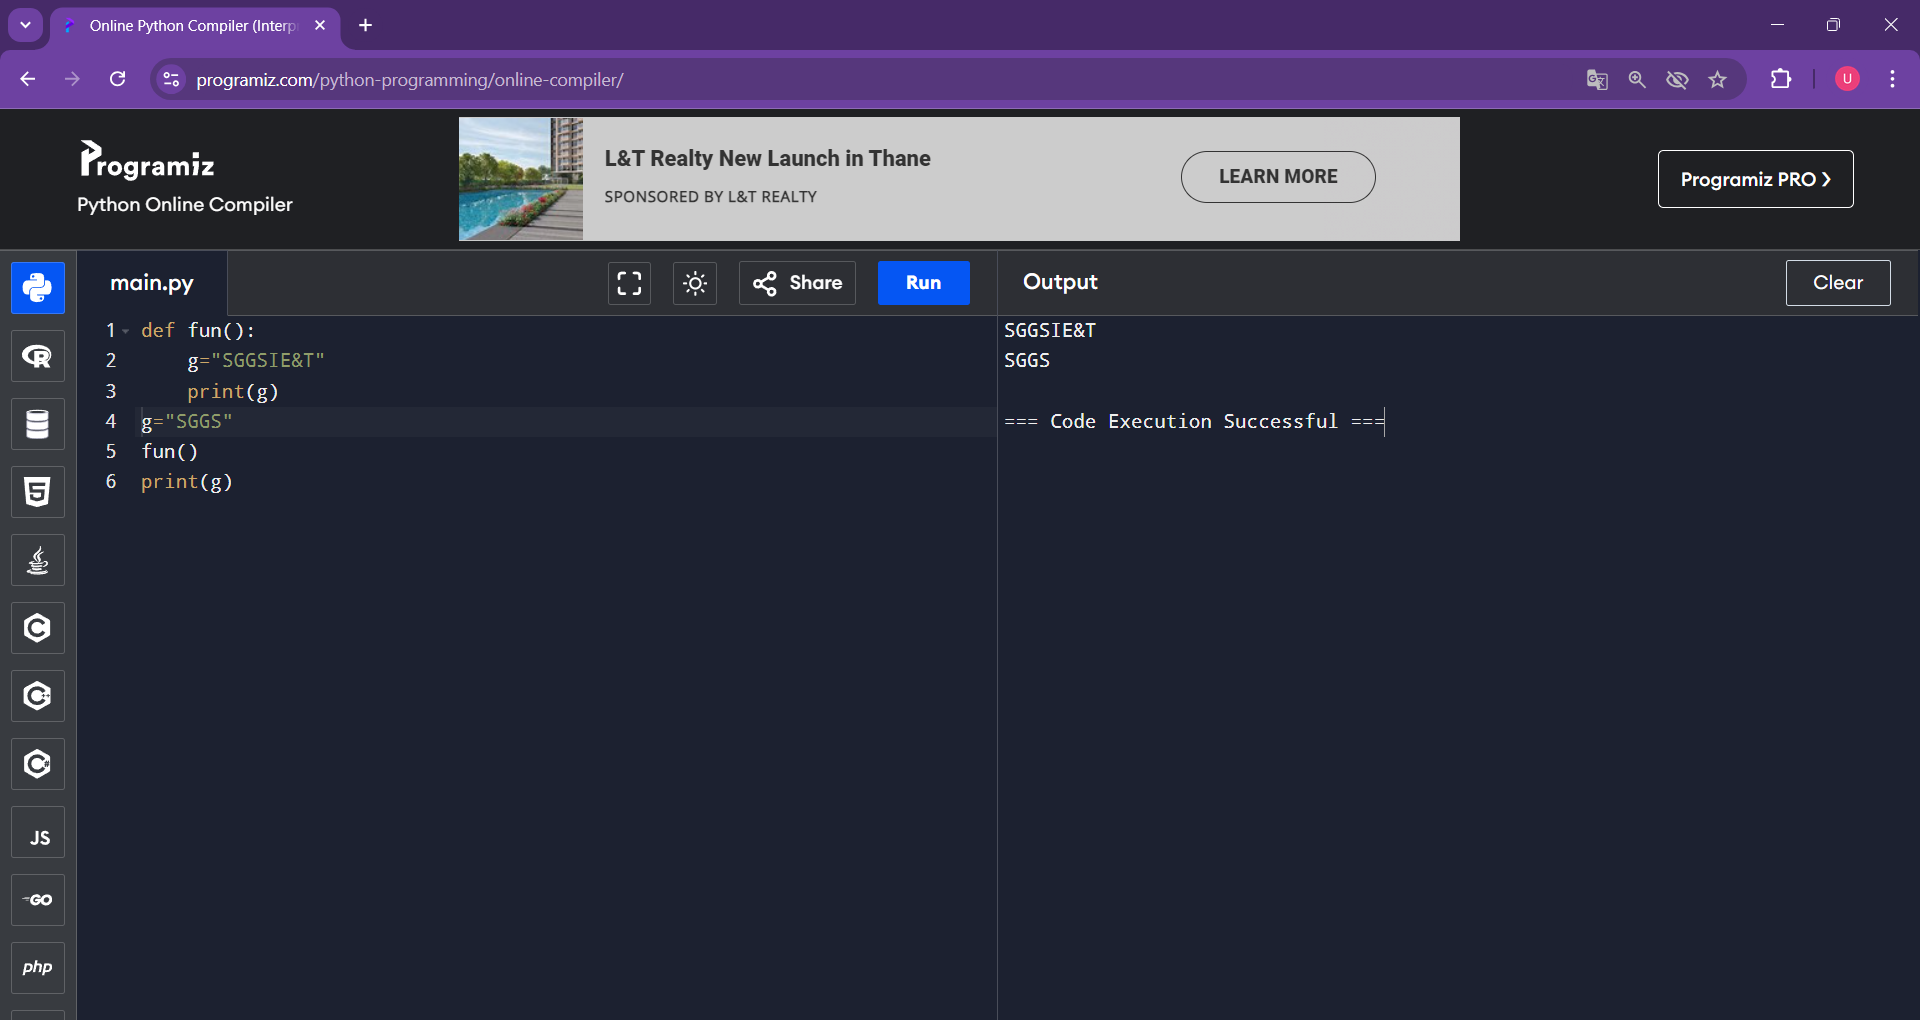 Online Python Compiler (Interp
programiz.com/python-programming/online-compiler/
U
Programiz
Python Online Compiler
L&T Realty New Launch in Thane
SPONSORED BY L&T REALTY
LEARN MORE
Programiz PRO ❯
main.py
Share
Run
Output
Clear
1 def fun():
2     g="SGGSIE&T"
3     print(g)
4 g="SGGS"
5 fun()
6 print(g)
SGGSIE&T
SGGS
=== Code Execution Successful ===
R
5
C
C++
C#
JS
GO
php